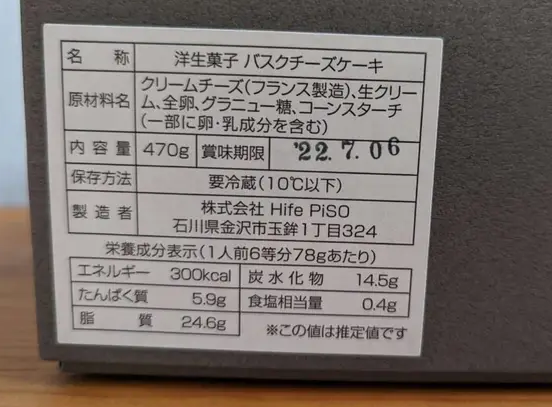 名称 洋生菓子 バスクチーズケーキ
原材料名 クリームチーズ(フランス製造)、生クリーム、全卵、グラニュー糖、コーンスターチ(一部に卵・乳成分を含む)
内容量 470g 賞味期限 '22.7.06
保存方法 要冷蔵(10℃以下)
製造者 株式会社 Hife PiSO
石川県金沢市玉鉾1丁目324
栄養成分表示(1人前6等分78gあたり)
エネルギー 300kcal 炭水化物 14.5g
たんぱく質 5.9g 食塩相当量 0.4g
脂質 24.6g ※この値は推定値です